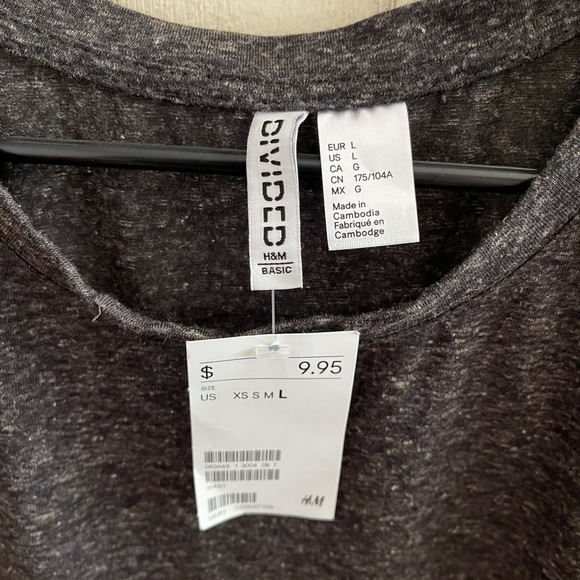 DIVIDED
H&M
BASIC
EUR L
US L
CA G
CN 175/104A
MX G
Made in
Cambodia
Fabriqué en
Cambodge
$ 9.95
SIZE
US XS S M L
H&M